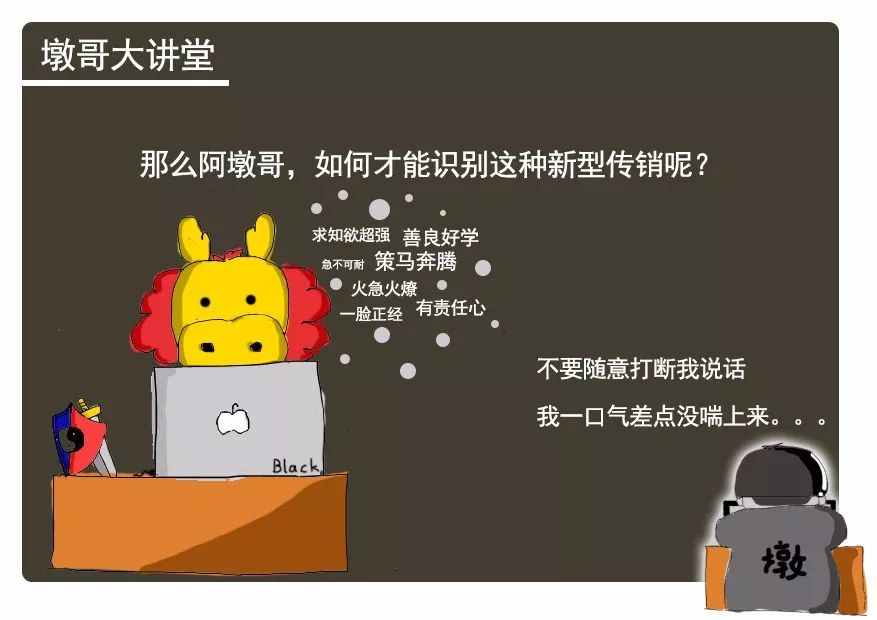 墩哥大讲堂
那么阿墩哥，如何才能识别这种新型传销呢？
求知欲超强 善良好学
急不可耐 策马奔腾
火急火燎 有责任心
一脸正经
不要随意打断我说话
我一口气差点没喘上来。。。
Black
墩